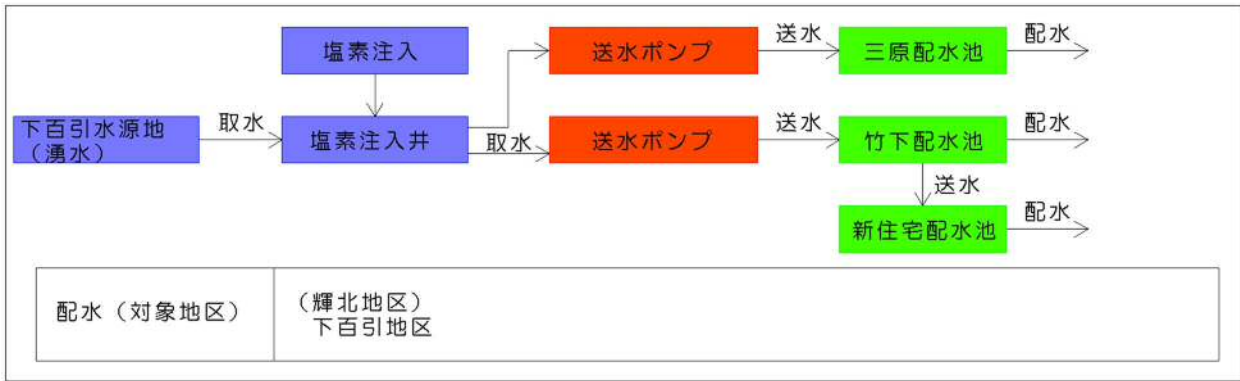 塩素注入
送水ポンプ
送水
三原配水池
配水
下百引水源地
（湧水）
取水
塩素注入井
取水
送水ポンプ
送水
竹下配水池
配水
送水
新住宅配水池
配水
配水（対象地区）
（輝北地区）
下百引地区